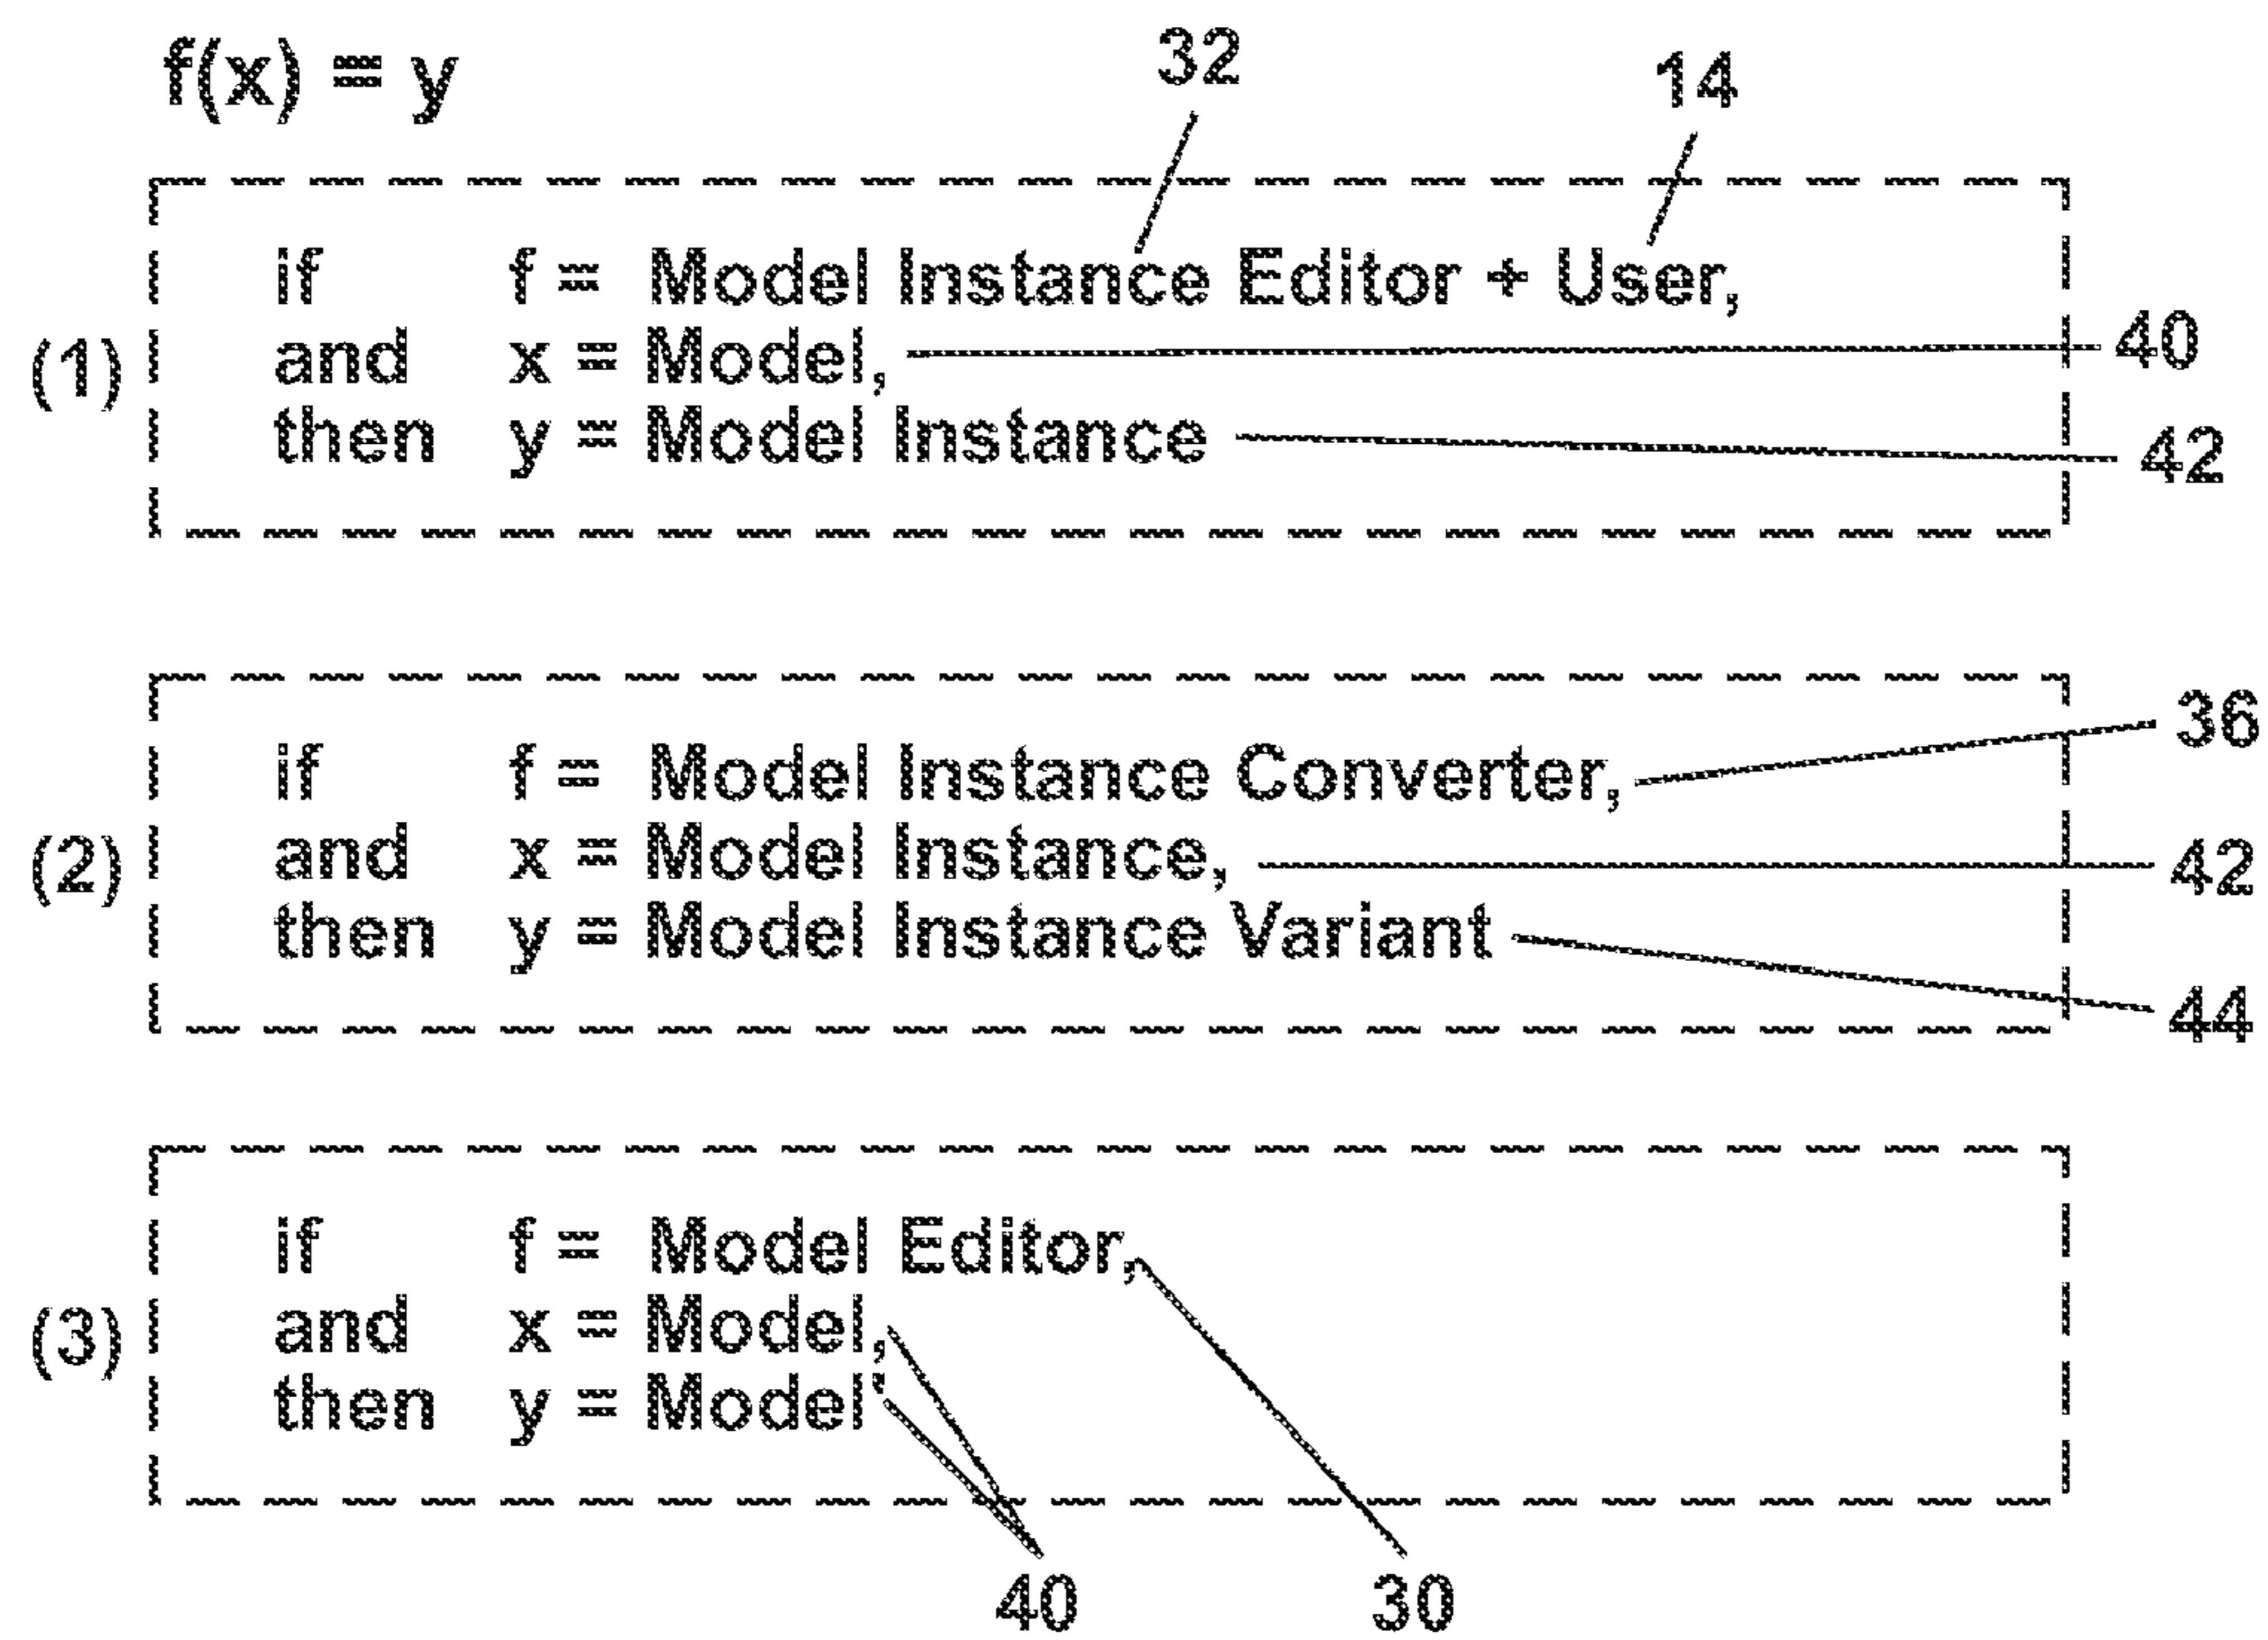 f(x) = y
32
14
if f = Model Instance Editor + User,
(1) and x = Model, 40
then y = Model Instance 42
if f = Model Instance Converter, 36
(2) and x = Model Instance, 42
then y = Model Instance Variant
44
if f = Model Editor,
(3) and x = Model,
then y = Model'
40 30